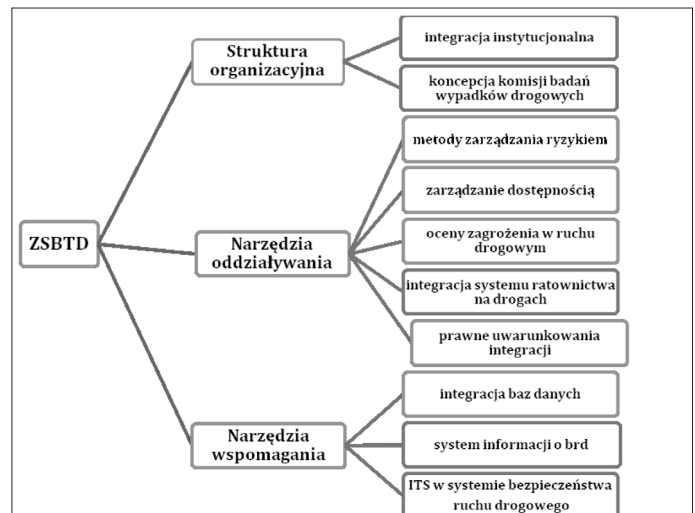 Struktura
organizacyjna
integracja instytucjonalna
koncepcja komisji badań
wypadków drogowych
ZSBTD
Narzędzia
oddziaływania
metody zarządzania ryzykiem
zarządzanie dostępnością
oceny zagrożenia w ruchu
drogowym
integracja systemu ratownictwa
na drogach
prawne uwarunkowania
integracji
Narzędzia
wspomagania
integracja baz danych
system informacji o brd
ITS w systemie bezpieczeństwa
ruchu drogowego